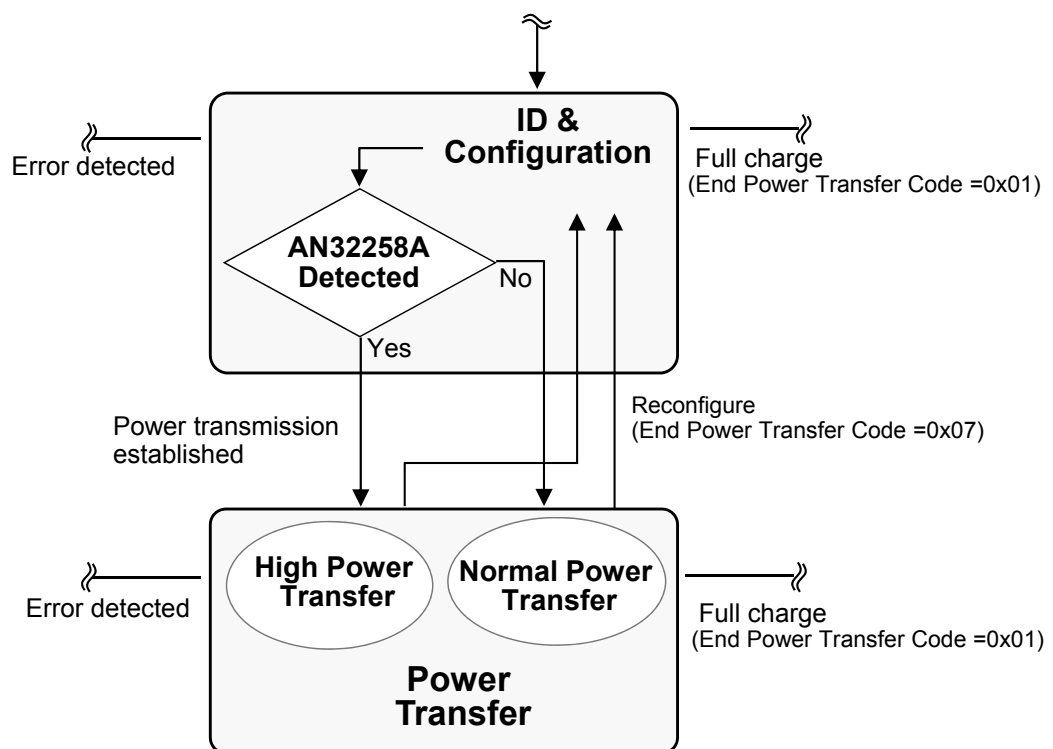 ID &
Configuration
Error detected
Full charge
(End Power Transfer Code =0x01)
AN32258A
Detected
No
Yes
Power transmission
established
Reconfigure
(End Power Transfer Code =0x07)
High Power
Transfer
Normal Power
Transfer
Error detected
Full charge
(End Power Transfer Code =0x01)
Power
Transfer